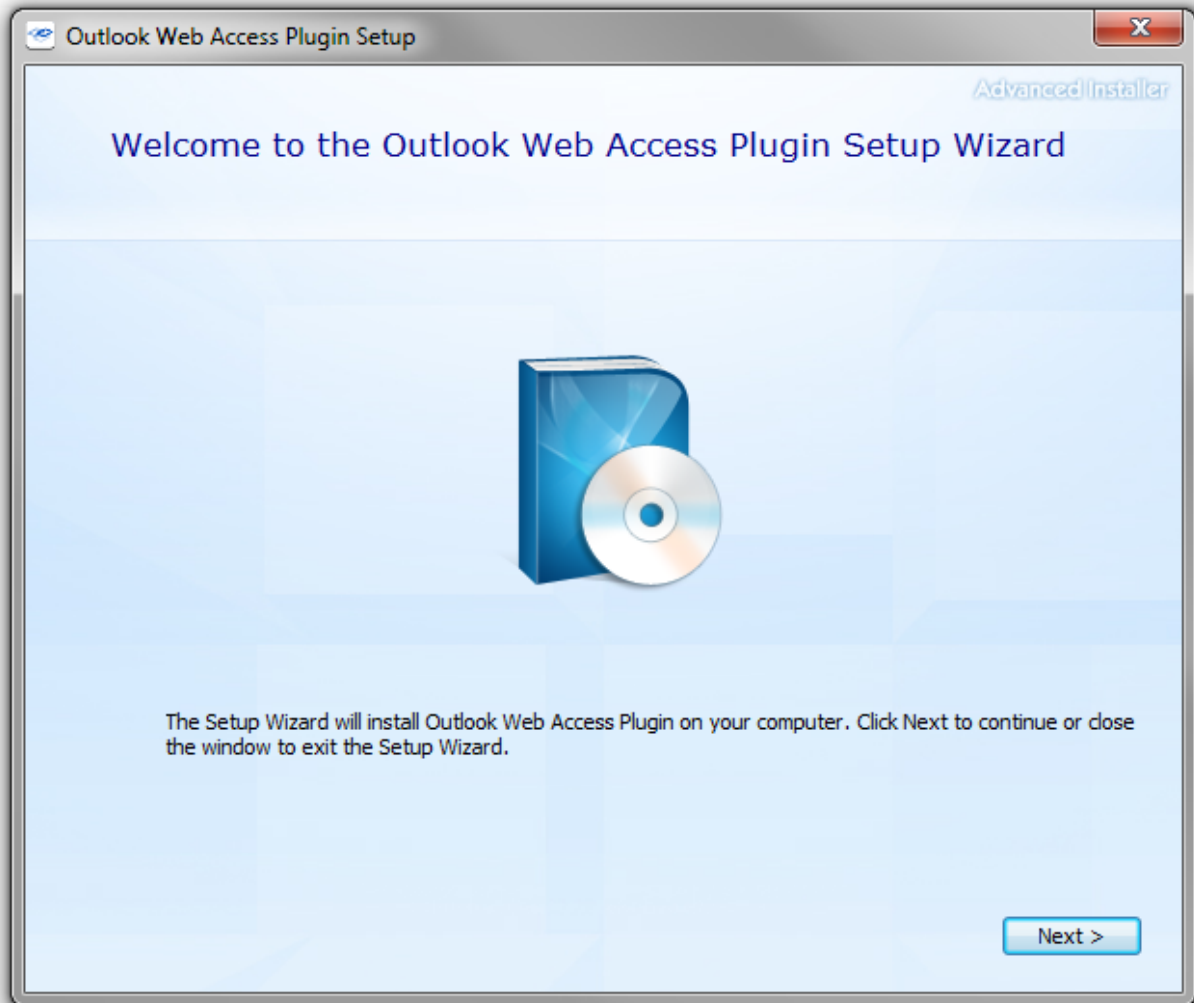 Outlook Web Access Plugin Setup
Advanced Installer
Welcome to the Outlook Web Access Plugin Setup Wizard
The Setup Wizard will install Outlook Web Access Plugin on your computer. Click Next to continue or close
the window to exit the Setup Wizard.
Next >